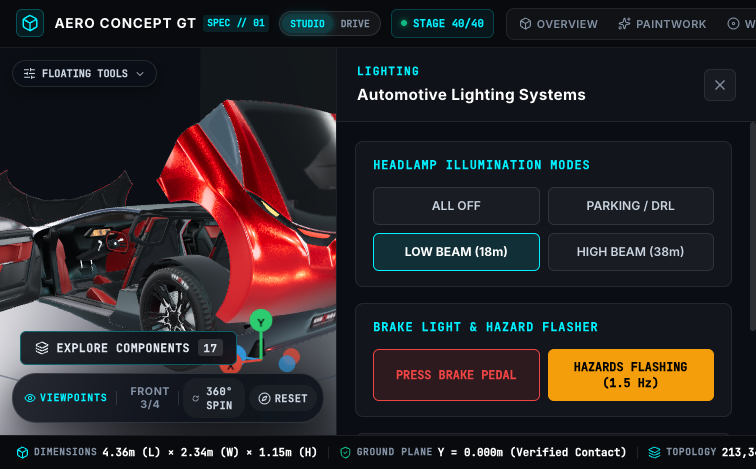 AERO CONCEPT GT
SPEC // 01
STUDIO
DRIVE
STAGE 40/40
OVERVIEW
PAINTWORK
FLOATING TOOLS
LIGHTING
Automotive Lighting Systems
HEADLAMP ILLUMINATION MODES
ALL OFF
PARKING / DRL
LOW BEAM (18m)
HIGH BEAM (38m)
BRAKE LIGHT & HAZARD FLASHER
PRESS BRAKE PEDAL
HAZARDS FLASHING
(1.5 Hz)
Y
X
EXPLORE COMPONENTS 17
VIEWPOINTS
FRONT
3/4
360°
SPIN
RESET
DIMENSIONS 4.36m (L) × 2.34m (W) × 1.15m (H)
GROUND PLANE Y = 0.000m (Verified Contact)
TOPOLOGY 213,